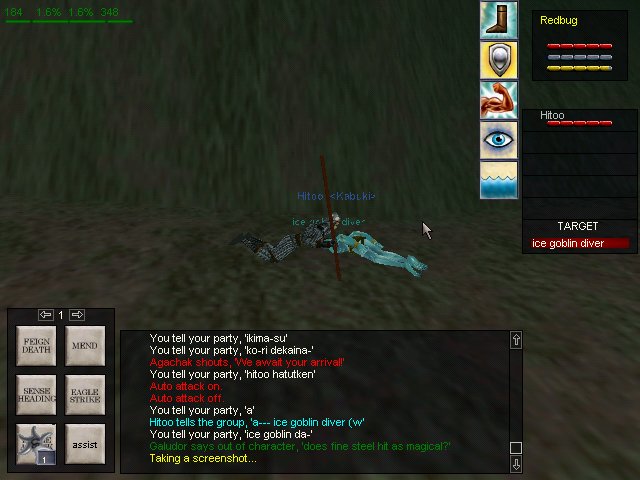 184 1.6% 1.6% 348
Redbug
Hitoo
Hitoo <Kabuki>
ice goblin diver
TARGET
ice goblin diver
1
FEIGN DEATH
MEND
SENSE HEADING
EAGLE STRIKE
1
assist
You tell your party, 'ikima-su'
You tell your party, 'ko-ri dekaina-'
Agachak shouts, 'We await your arrival!'
You tell your party, 'hitoo hatutken'
Auto attack on.
Auto attack off.
You tell your party, 'a'
Hitoo tells the group, 'a--- ice goblin diver (w'
You tell your party, 'ice goblin da-'
Galudor says out of character, 'does fine steel hit as magical?'
Taking a screenshot...